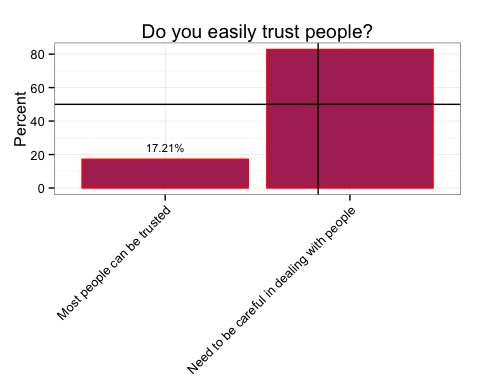 Do you easily trust people?
Percent
80
60
40
20
0
17.21%
Most people can be trusted
Need to be careful in dealing with people